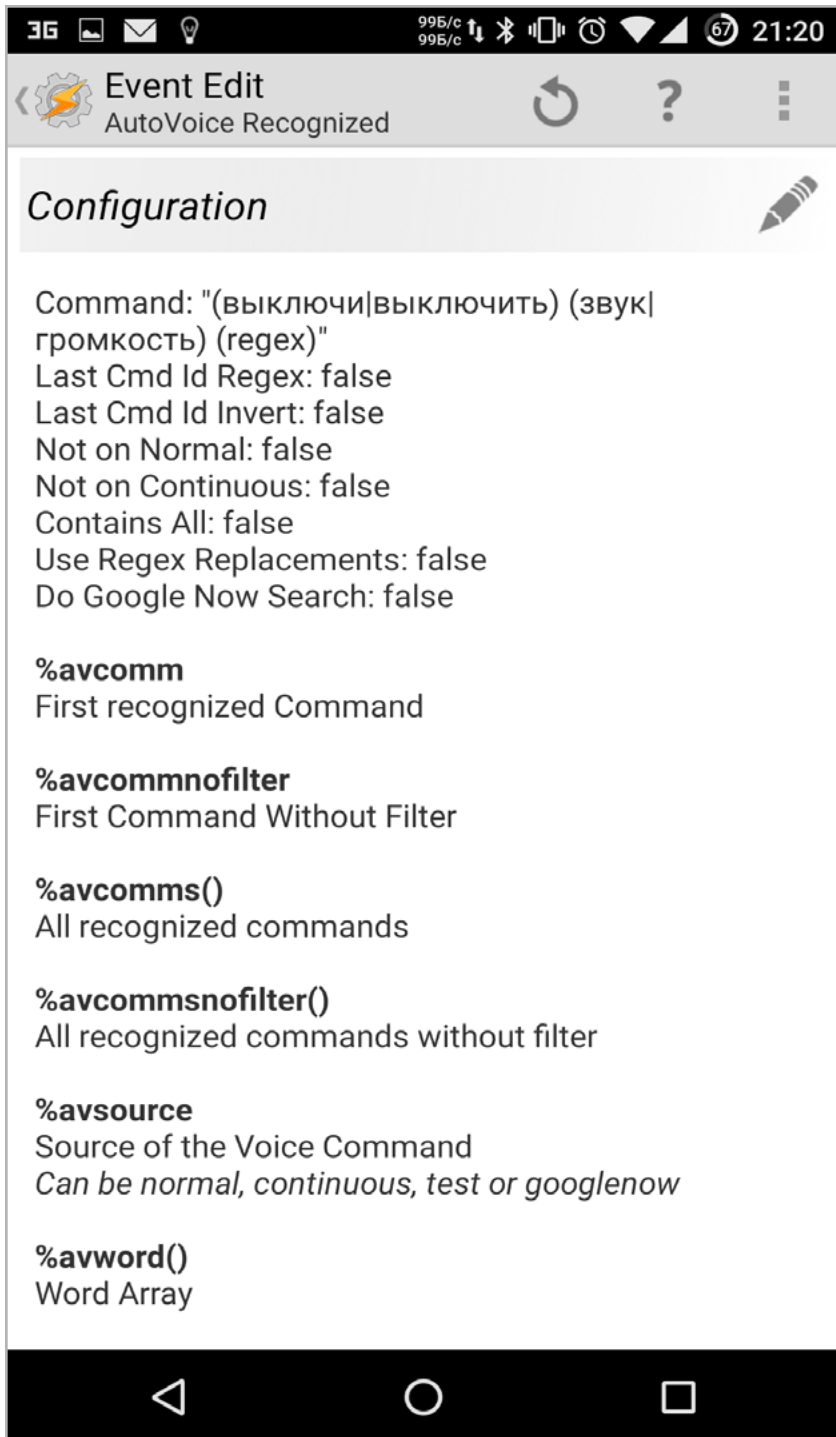 3G 99Б/с 67 21:20
99Б/с
Event Edit
AutoVoice Recognized
?
Configuration
Command: "(выключи|выключить) (звук|
громкость) (regex)"
Last Cmd Id Regex: false
Last Cmd Id Invert: false
Not on Normal: false
Not on Continuous: false
Contains All: false
Use Regex Replacements: false
Do Google Now Search: false
%avcomm
First recognized Command
%avcommnofilter
First Command Without Filter
%avcomms()
All recognized commands
%avcommsnofilter()
All recognized commands without filter
%avsource
Source of the Voice Command
Can be normal, continuous, test or googlenow
%avword()
Word Array